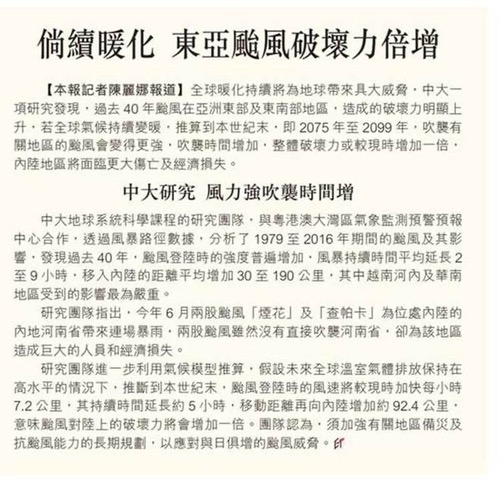 倘續暖化 東亞颱風破壞力倍增
【本報記者陳麗娜報道】全球暖化持續將為地球帶來具大威脅,中大一
項研究發現,過去 40 年颱風在亞洲東部及東南部地區,造成的破壞力明顯上
升,若全球氣候持續變暖,推算到本世紀末,即 2075 年至 2099 年,吹襲有
關地區的颱風會變得更強,吹襲時間增加,整體破壞力或較現時增加一倍,
內陸地區將面臨更大傷亡及經濟損失。
中大研究 風力強吹襲時間增
中大地球系統科學課程的研究團隊,與粵港澳大灣區氣象監測預警預報
中心合作,透過風暴路徑數據,分析了 1979 至 2016 年期間的颱風及其影
響,發現過去 40 年,颱風登陸時的強度普遍增加,風暴持續時間平均延長 2
至 9 小時,移入內陸的距離平均增加 30 至 190 公里,其中越南河內及華南
地區受到的影響最為嚴重。
研究團隊指出,今年 6 月兩股颱風「煙花」及「查帕卡」為位處內陸的
內地河南省帶來連場暴雨,兩股颱風雖然沒有直接吹襲河南省,卻為該地區
造成巨大的人員和經濟損失。
研究團隊進一步利用氣候模型推算,假設未來全球溫室氣體排放保持在
高水平的情況下,推斷到本世紀末,颱風登陸時的風速將較現時加快每小時
7.2 公里,其持續時間延長約 5 小時,移動距離再向內陸增加約 92.4 公里,
意味颱風對陸上的破壞力將會增加一倍。團隊認為,須加強有關地區備災及
抗颱風能力的長期規劃,以應對與日俱增的颱風威脅。